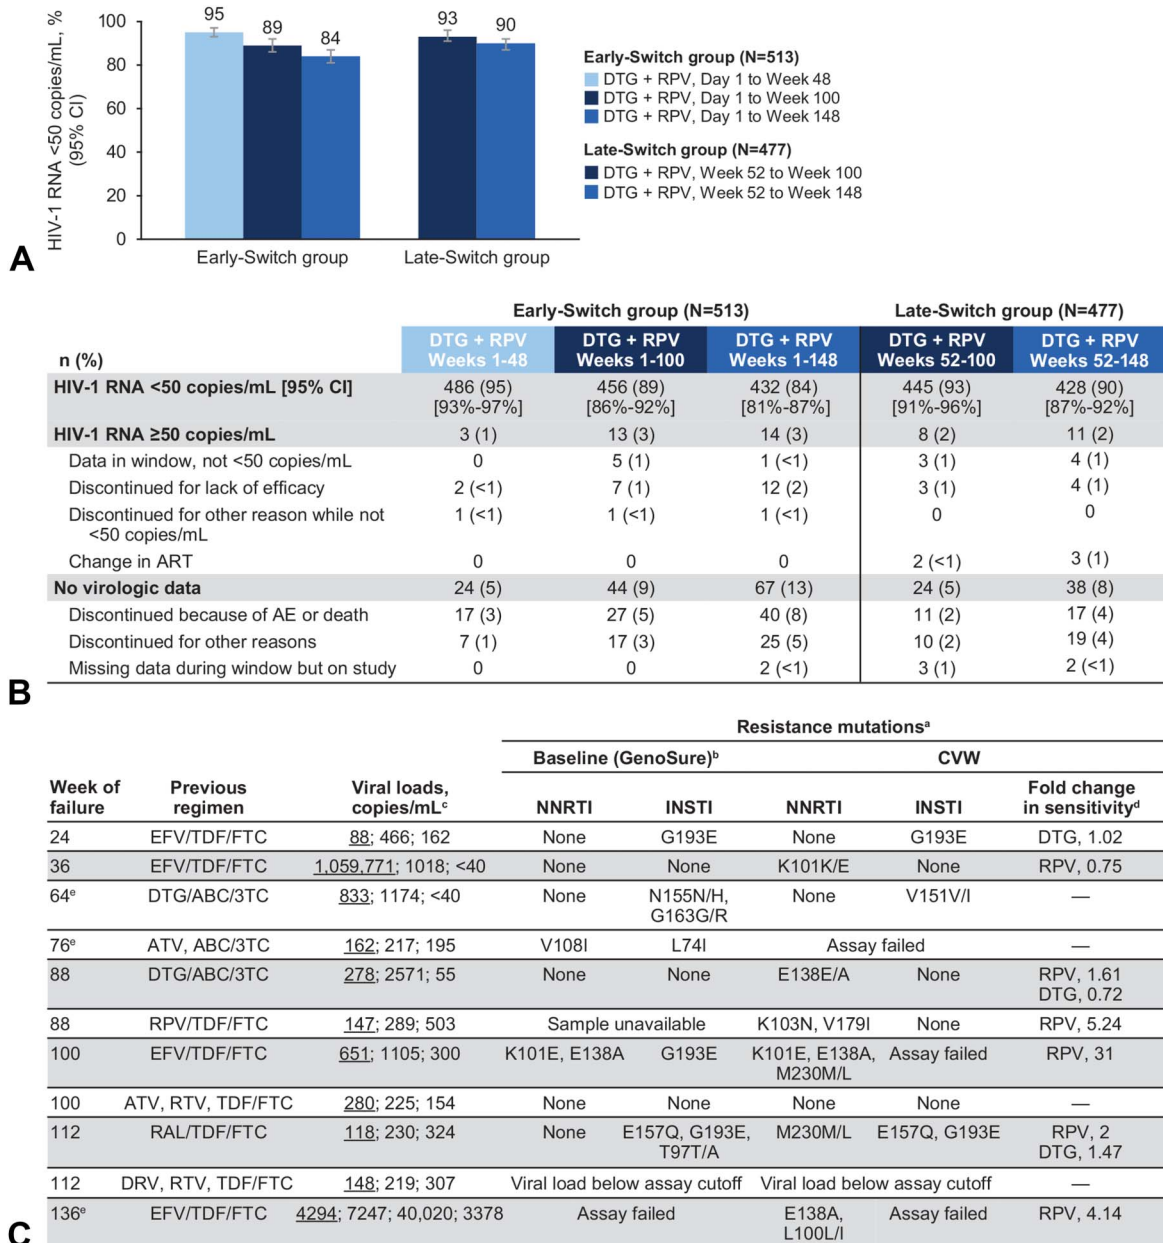 HIV-1 RNA <50 copies/mL, %
(95% CI)
100
80
60
40
20
0
95
89
84
93
90
Early-Switch group
Late-Switch group
Early-Switch group (N=513)
DTG + RPV, Day 1 to Week 48
DTG + RPV, Day 1 to Week 100
DTG + RPV, Day 1 to Week 148
Late-Switch group (N=477)
DTG + RPV, Week 52 to Week 100
DTG + RPV, Week 52 to Week 148
A
Early-Switch group (N=513) Late-Switch group (N=477)
n (%) DTG + RPV Weeks 1-48 DTG + RPV Weeks 1-100 DTG + RPV Weeks 1-148 DTG + RPV Weeks 52-100 DTG + RPV Weeks 52-148
HIV-1 RNA <50 copies/mL [95% CI] 486 (95) 456 (89) 432 (84) 445 (93) 428 (90)
[93%-97%] [86%-92%] [81%-87%] [91%-96%] [87%-92%]
HIV-1 RNA ≥50 copies/mL 3 (1) 13 (3) 14 (3) 8 (2) 11 (2)
Data in window, not <50 copies/mL 0 5 (1) 1 (<1) 3 (1) 4 (1)
Discontinued for lack of efficacy 2 (<1) 7 (1) 12 (2) 3 (1) 4 (1)
Discontinued for other reason while not 1 (<1) 1 (<1) 1 (<1) 0 0
<50 copies/mL
Change in ART 0 0 0 2 (<1) 3 (1)
No virologic data 24 (5) 44 (9) 67 (13) 24 (5) 38 (8)
Discontinued because of AE or death 17 (3) 27 (5) 40 (8) 11 (2) 17 (4)
Discontinued for other reasons 7 (1) 17 (3) 25 (5) 10 (2) 19 (4)
Missing data during window but on study 0 0 2 (<1) 3 (1) 2 (<1)
B
Resistance mutationsᵃ
Baseline (GenoSure)ᵇ CVW
Week of failure Previous regimen Viral loads, copies/mLᶜ NNRTI INSTI NNRTI INSTI Fold change in sensitivityᵈ
24 EFV/TDF/FTC 88; 466; 162 None G193E None G193E DTG, 1.02
36 EFV/TDF/FTC 1,059,771; 1018; <40 None None K101K/E None RPV, 0.75
64ᵉ DTG/ABC/3TC 833; 1174; <40 None N155N/H, None V151V/I —
G163G/R
76ᵉ ATV, ABC/3TC 162; 217; 195 V108I L74I Assay failed —
88 DTG/ABC/3TC 278; 2571; 55 None None E138E/A None RPV, 1.61
DTG, 0.72
88 RPV/TDF/FTC 147; 289; 503 Sample unavailable K103N, V179I None RPV, 5.24
100 EFV/TDF/FTC 651; 1105; 300 K101E, E138A G193E K101E, E138A, Assay failed RPV, 31
M230M/L
100 ATV, RTV, TDF/FTC 280; 225; 154 None None None None —
112 RAL/TDF/FTC 118; 230; 324 None E157Q, G193E, M230M/L E157Q, G193E RPV, 2
T97T/A DTG, 1.47
112 DRV, RTV, TDF/FTC 148; 219; 307 Viral load below assay cutoff Viral load below assay cutoff —
136ᵉ EFV/TDF/FTC 4294; 7247; 40,020; 3378 Assay failed E138A, Assay failed RPV, 4.14
L100L/I
C